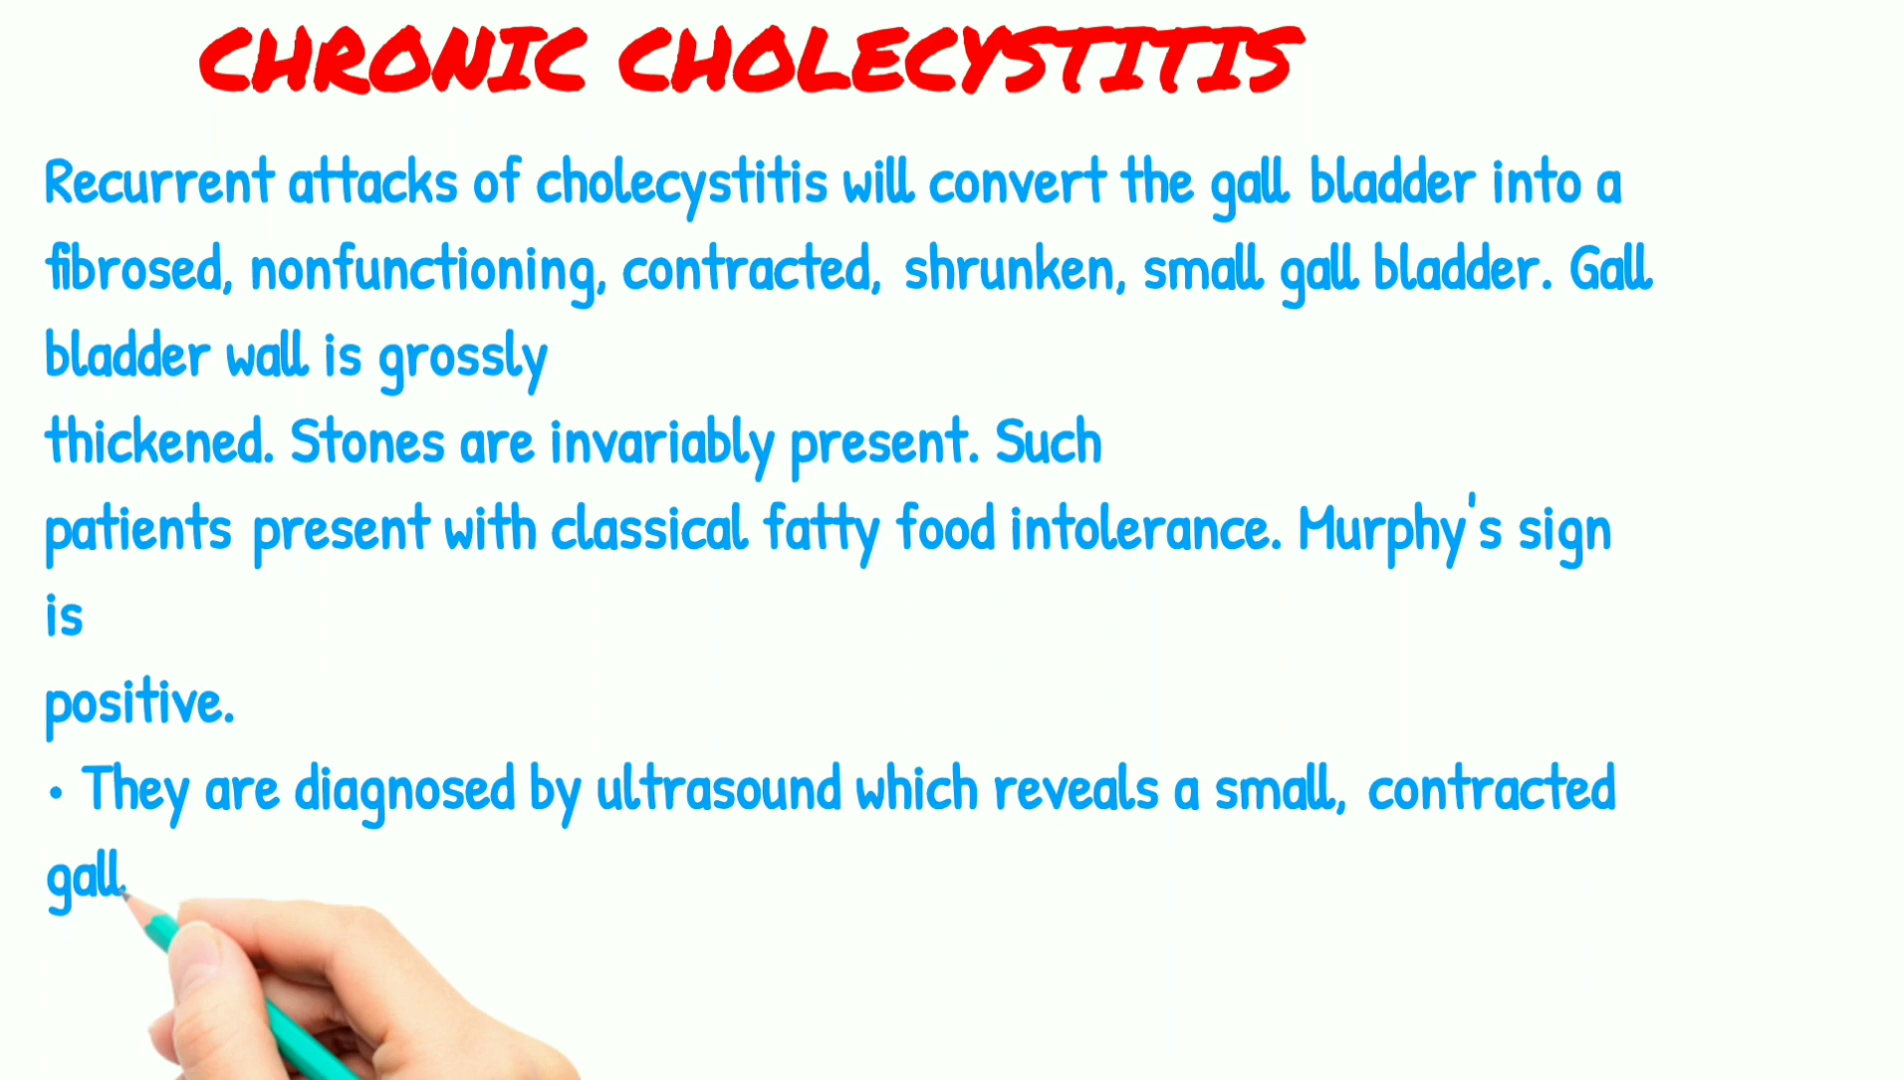 CHRONIC CHOLECYSTITIS
Recurrent attacks of cholecystitis will convert the gall bladder into a
fibrosed, nonfunctioning, contracted, shrunken, small gall bladder. Gall
bladder wall is grossly
thickened. Stones are invariably present. Such
patients present with classical fatty food intolerance. Murphy's sign
is
positive.
• They are diagnosed by ultrasound which reveals a small, contracted
gall